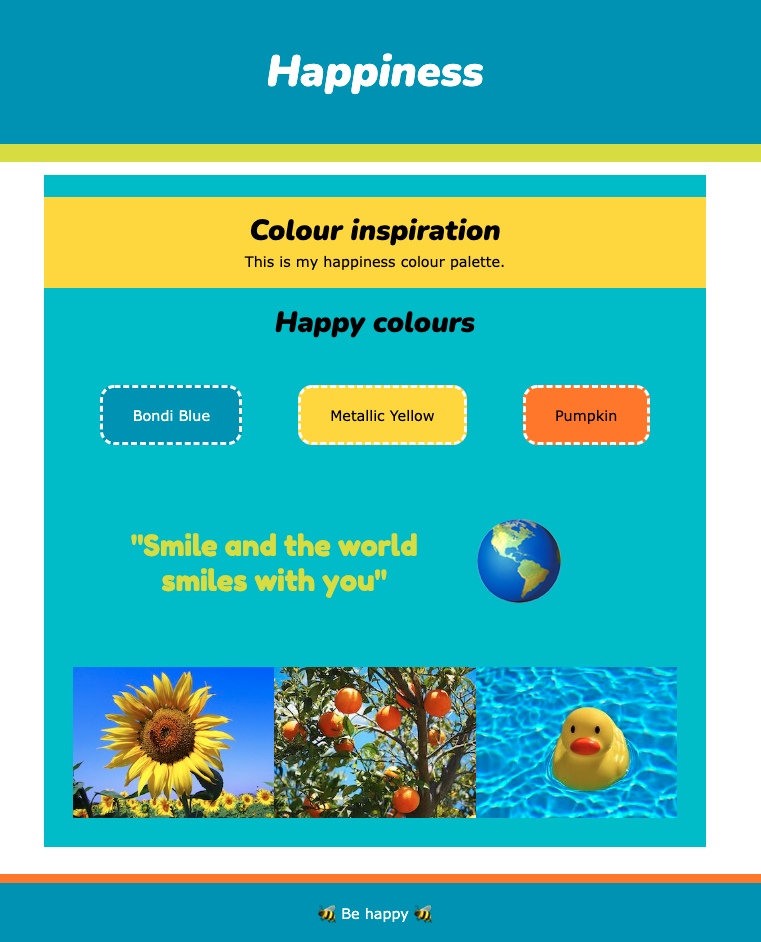 Happiness
Colour inspiration
This is my happiness colour palette.
Happy colours
Bondi Blue
Metallic Yellow
Pumpkin
"Smile and the world
smiles with you"
🐝 Be happy 🐝